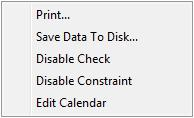 Print...
Save Data To Disk...
Disable Check
Disable Constraint
Edit Calendar